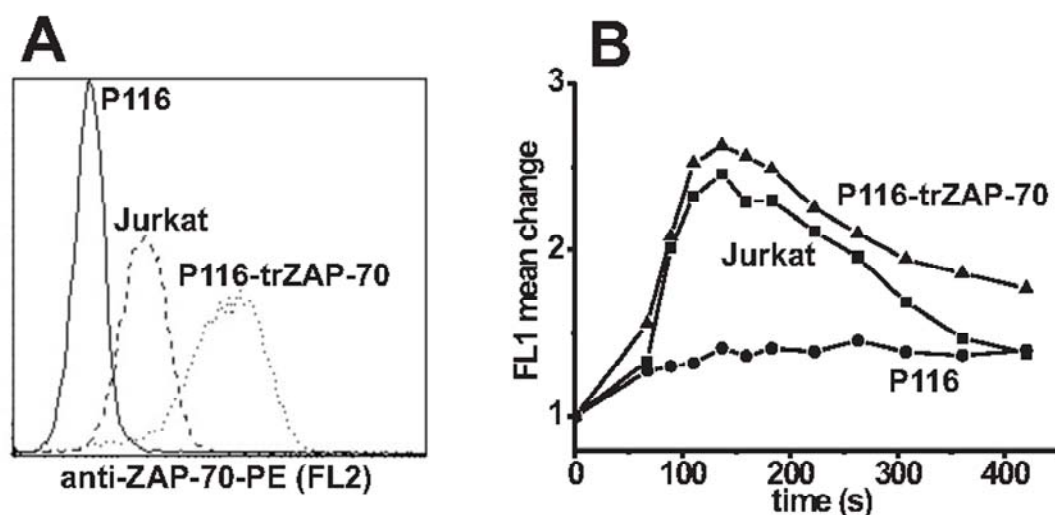 A
P116
Jurkat
P116-trZAP-70
anti-ZAP-70-PE (FL2)
B
FL1 mean change
3
2
1
P116-trZAP-70
Jurkat
P116
0 100 200 300 400
time (s)